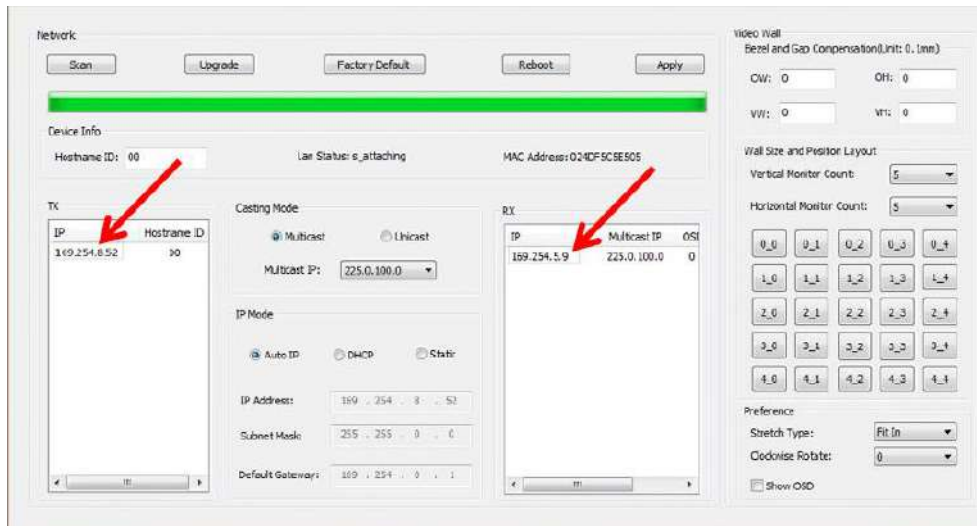 Network
Scan Upgrade Factory Default Reboot Apply
Device Info
Hostname ID: 00 Lan Status: s_attaching MAC Address: 024DF5C5E505
TX
IP Hostname ID
169.254.8.52
Casting Mode
Multicast Unicast
Multicast IP: 225.0.100.0
IP Mode
Auto IP DHCP Static
IP Address: 169 . 254 . 8 . 52
Subnet Mask: 255 . 255 . 0 . 0
Default Gateway: 169 . 254 . 0 . 1
RX
IP Multicast IP OSI
169.254.5.9 225.0.100.0 0
Video Wall
Bezel and Gap Compensation(Unit: 0.1mm)
OW: 0 OH: 0
VW: 0 VH: 0
Wall Size and Position Layout
Vertical Monitor Count: 5
Horizontal Monitor Count: 5
0_0 0_1 0_2 0_3 0_4
1_0 1_1 1_2 1_3 1_4
2_0 2_1 2_2 2_3 2_4
3_0 3_1 3_2 3_3 3_4
4_0 4_1 4_2 4_3 4_4
Preference
Stretch Type: Fit In
Clockwise Rotate: 0
Show OSD